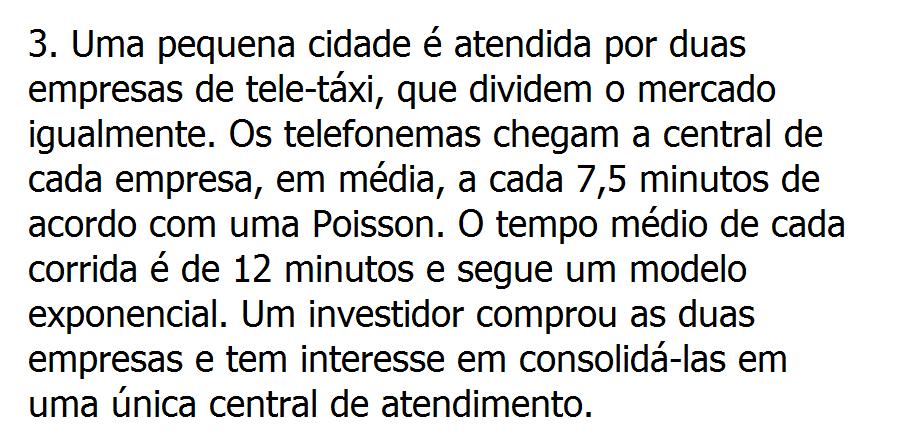 3. Uma pequena cidade é atendida por duas
empresas de tele-táxi, que dividem o mercado
igualmente. Os telefonemas chegam a central de
cada empresa, em média, a cada 7,5 minutos de
acordo com uma Poisson. O tempo médio de cada
corrida é de 12 minutos e segue um modelo
exponencial. Um investidor comprou as duas
empresas e tem interesse em consolidá-las em
uma única central de atendimento.